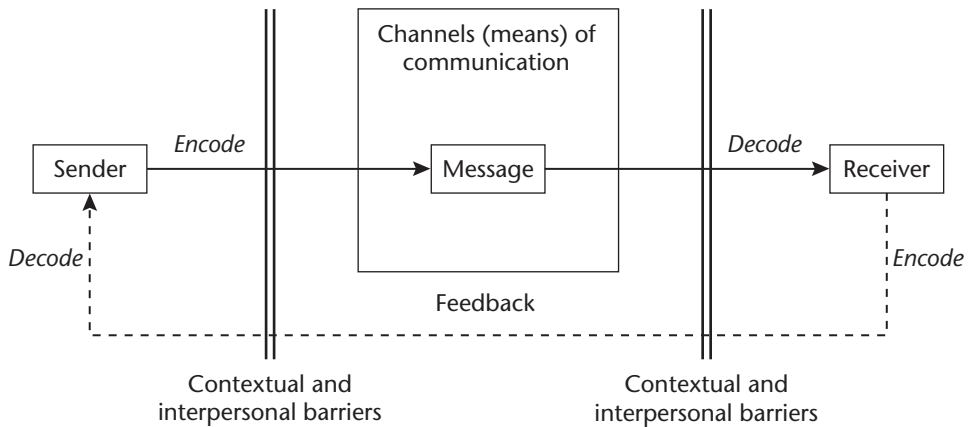 Channels (means) of
communication
Encode
Decode
Sender
Message
Receiver
Decode
Encode
Feedback
Contextual and
interpersonal barriers
Contextual and
interpersonal barriers